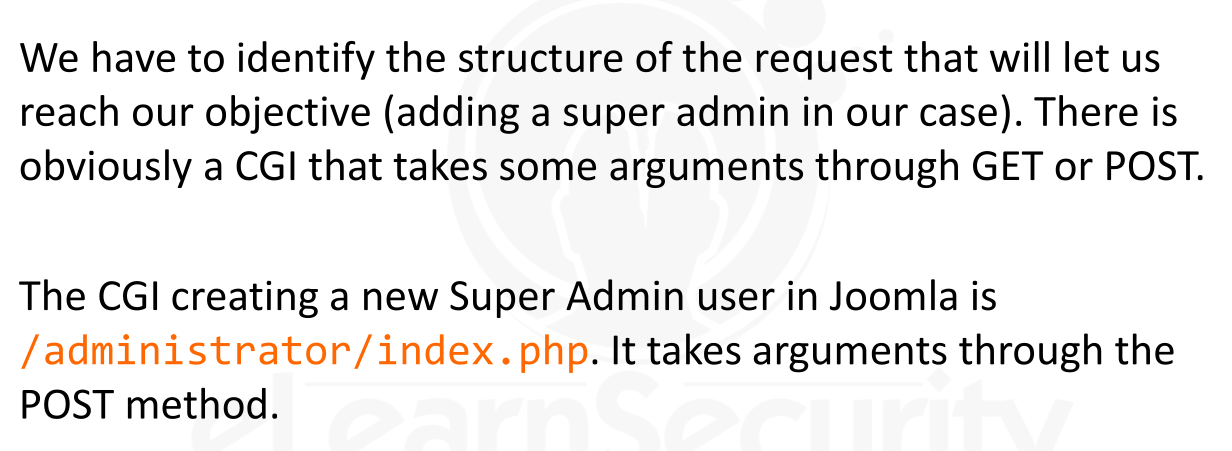 We have to identify the structure of the request that will let us
reach our objective (adding a super admin in our case). There is
obviously a CGI that takes some arguments through GET or POST.
The CGI creating a new Super Admin user in Joomla is
/administrator/index.php. It takes arguments through the
POST method.
eLearnSecurity